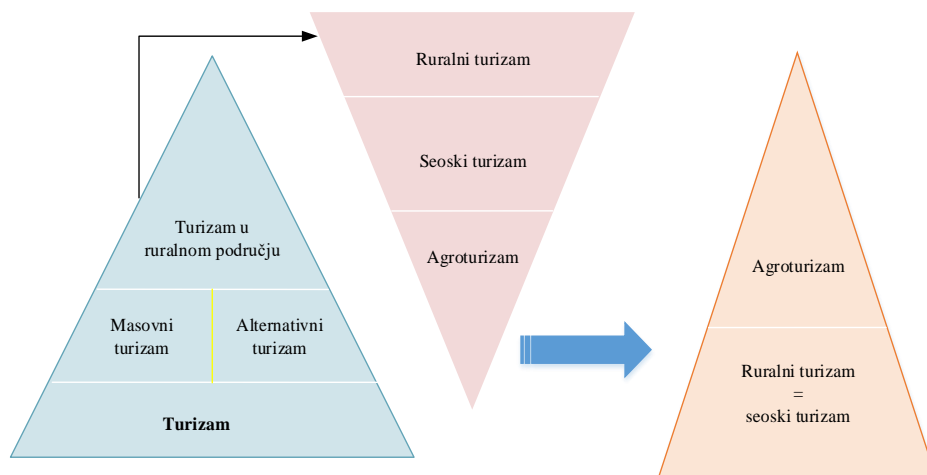 Turizam u
ruralnom području
Masovni
turizam
Alternativni
turizam
Turizam
Ruralni turizam
Seoski turizam
Agroturizam
Agroturizam
Ruralni turizam
=
seoski turizam